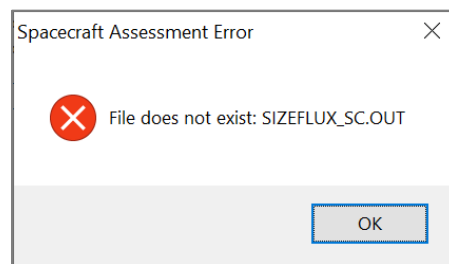 Spacecraft Assessment Error
File does not exist: SIZEFLUX_SC.OUT
OK